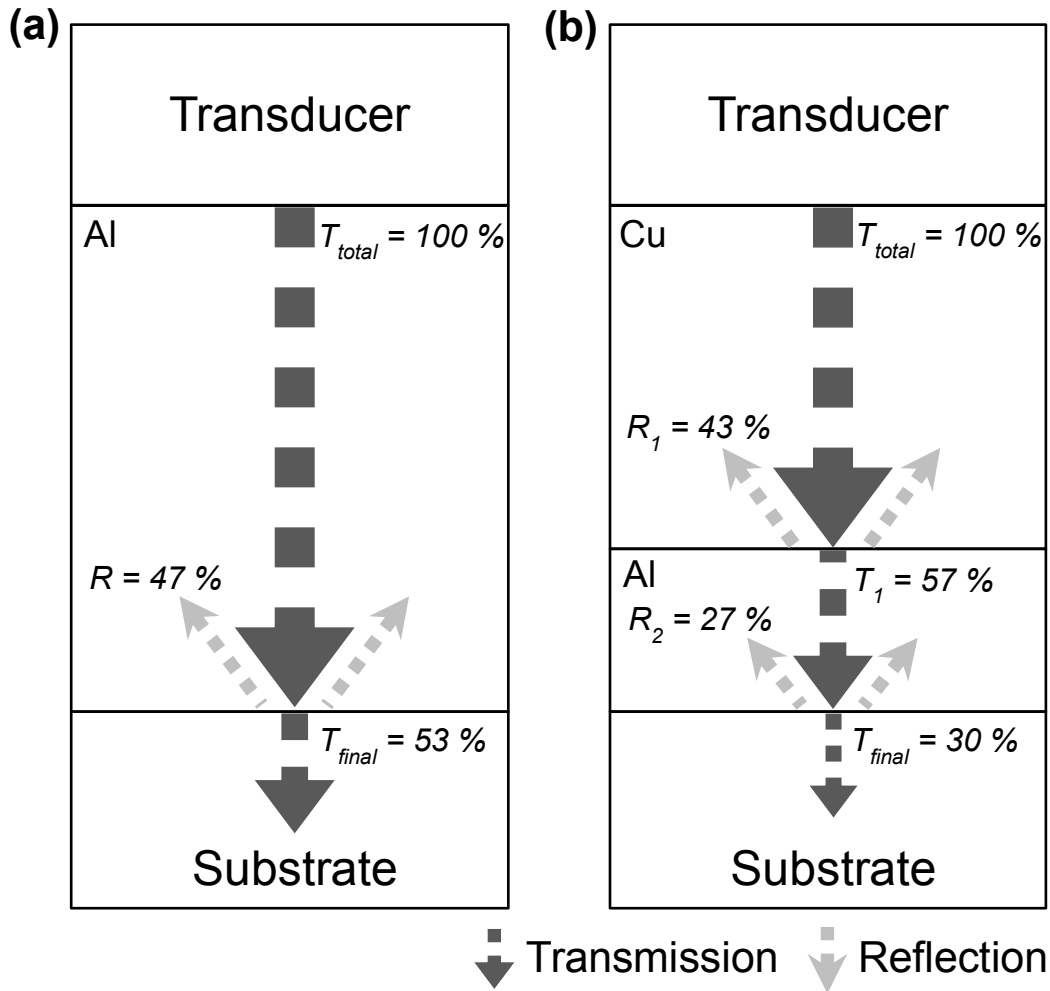 (a)
Transducer
Al
T_total = 100 %
R = 47 %
T_final = 53 %
Substrate
(b)
Transducer
Cu
T_total = 100 %
R_1 = 43 %
Al
T_1 = 57 %
R_2 = 27 %
T_final = 30 %
Substrate
Transmission
Reflection